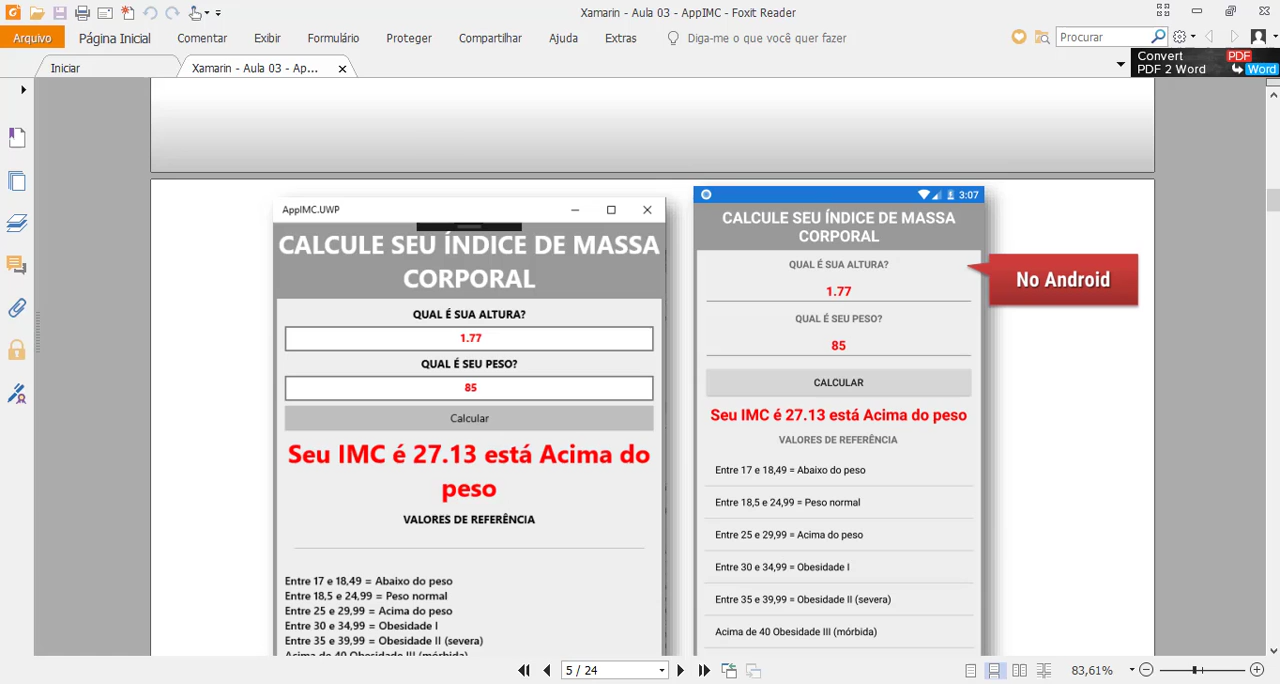 Xamarin - Aula 03 - AppIMC - Foxit Reader
Arquivo Página Inicial Comentar Exibir Formulário Proteger Compartilhar Ajuda Extras Diga-me o que você quer fazer Procurar
Iniciar Xamarin - Aula 03 - Ap...
Convert PDF
PDF 2 Word Word
AppIMC.UWP
CALCULE SEU ÍNDICE DE MASSA
CORPORAL
QUAL É SUA ALTURA?
1.77
QUAL É SEU PESO?
85
Calcular
Seu IMC é 27.13 está Acima do
peso
VALORES DE REFERÊNCIA
Entre 17 e 18,49 = Abaixo do peso
Entre 18,5 e 24,99 = Peso normal
Entre 25 e 29,99 = Acima do peso
Entre 30 e 34,99 = Obesidade I
Entre 35 e 39,99 = Obesidade II (severa)
Acima de 40 Obesidade III (mórbida)
3:07
CALCULE SEU ÍNDICE DE MASSA
CORPORAL
QUAL É SUA ALTURA?
1.77
QUAL É SEU PESO?
85
CALCULAR
Seu IMC é 27.13 está Acima do peso
VALORES DE REFERÊNCIA
Entre 17 e 18,49 = Abaixo do peso
Entre 18,5 e 24,99 = Peso normal
Entre 25 e 29,99 = Acima do peso
Entre 30 e 34,99 = Obesidade I
Entre 35 e 39,99 = Obesidade II (severa)
Acima de 40 Obesidade III (mórbida)
No Android
5 / 24
83,61%